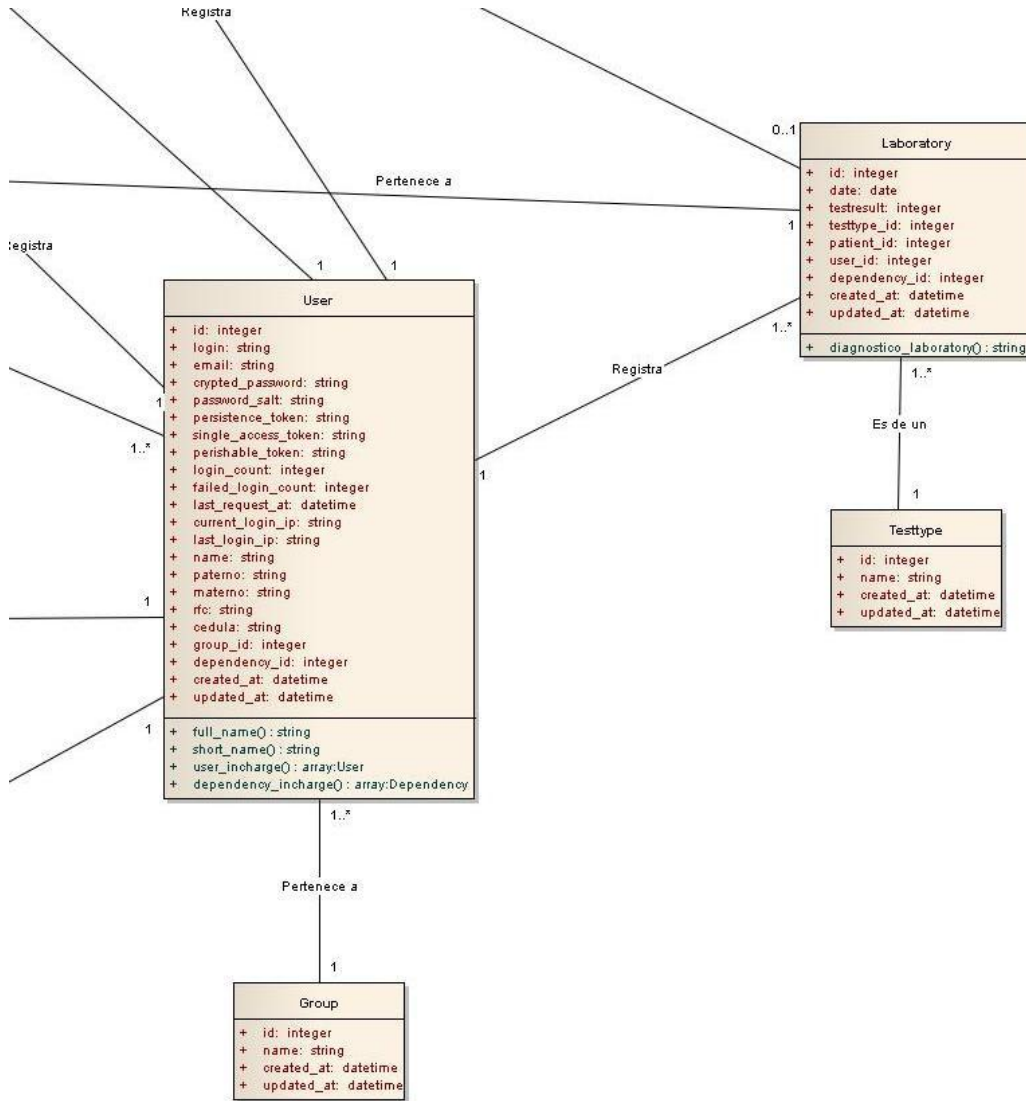 Registra
0..1
Laboratory
+ id: integer
+ date: date
+ testresult: integer
+ testtype_id: integer
+ patient_id: integer
+ user_id: integer
+ dependency_id: integer
+ created_at: datetime
+ updated_at: datetime
+ diagnostico_laboratory() : string
Pertenece a
1
egistra
1
1
1..*
User
+ id: integer
+ login: string
+ email: string
+ crypted_password: string
+ password_salt: string
+ persistence_token: string
+ single_access_token: string
+ perishable_token: string
+ login_count: integer
+ failed_login_count: integer
+ last_request_at: datetime
+ current_login_ip: string
+ last_login_ip: string
+ name: string
+ paterno: string
+ materno: string
+ rfc: string
+ cedula: string
+ group_id: integer
+ dependency_id: integer
+ created_at: datetime
+ updated_at: datetime
+ full_name() : string
+ short_name() : string
+ user_incharge() : array:User
+ dependency_incharge() : array:Dependency
Registra
1..*
1
Es de un
1
1..*
1
1
1
Testtype
+ id: integer
+ name: string
+ created_at: datetime
+ updated_at: datetime
1..*
Pertenece a
1
Group
+ id: integer
+ name: string
+ created_at: datetime
+ updated_at: datetime